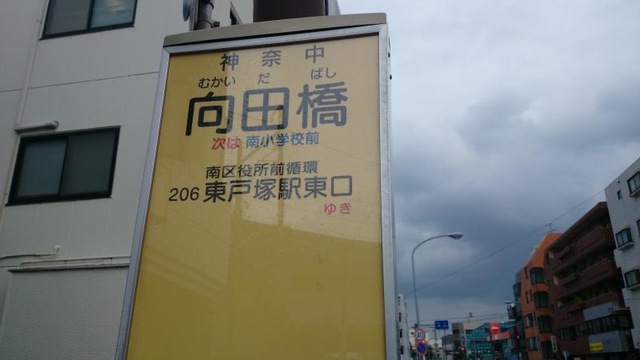 神奈中
むかい だ ばし
向田橋
次は 南小学校前
南区役所前循環
206 東戸塚駅東口
ゆき